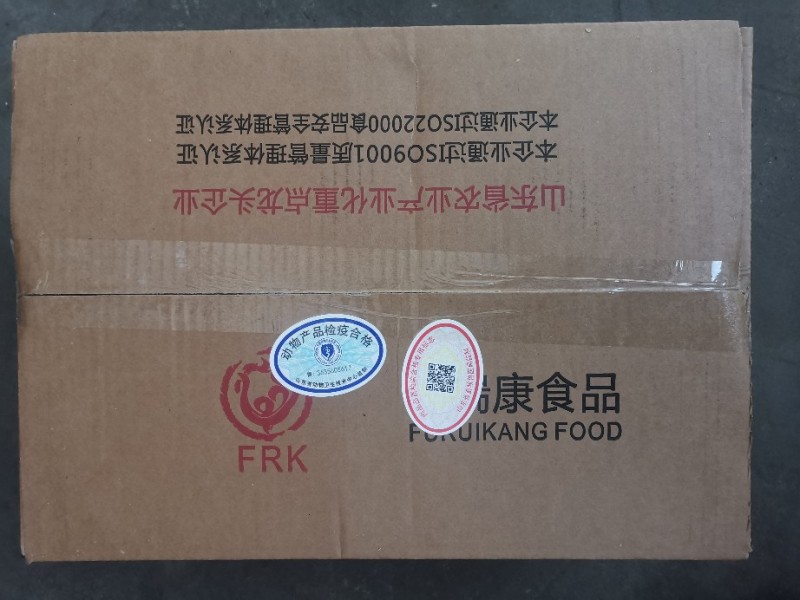 山东省农业产业化重点龙头企业
本企业通过ISO9001质量管理体系认证
本企业通过ISO22000食品安全管理体系认证
动物产品检疫合格
FRK
瑞康食品
FURUIKANG FOOD